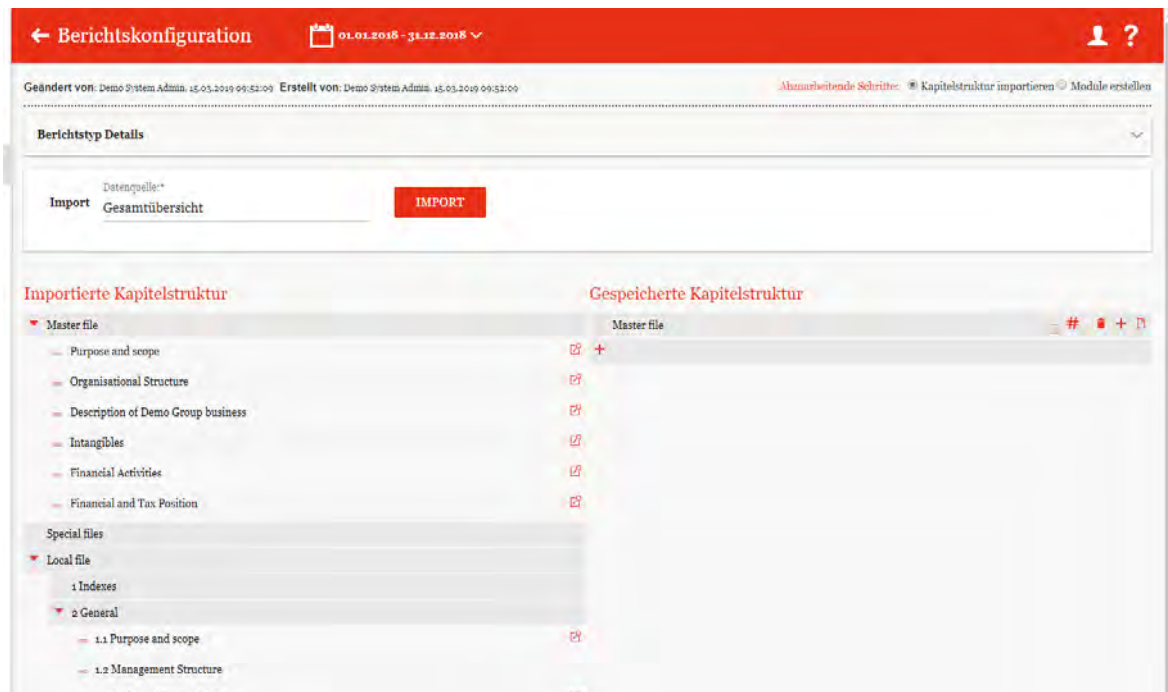 Berichtskonfiguration
01.01.2018 - 31.12.2018
?
Geändert von: Demo System Admin, 15.03.2019 09:52:09 Erstellt von: Demo System Admin, 15.03.2019 09:52:09
Abzuarbeitende Schritte: Kapitelstruktur importieren Module erstellen
Berichtstyp Details
Datenquelle:*
Import Gesamtübersicht
IMPORT
Importierte Kapitelstruktur
Gespeicherte Kapitelstruktur
Master file
Master file
#
+
Purpose and scope
+
Organisational Structure
Description of Demo Group business
Intangibles
Financial Activities
Financial and Tax Position
Special files
Local file
1 Indexes
2 General
1.1 Purpose and scope
1.2 Management Structure